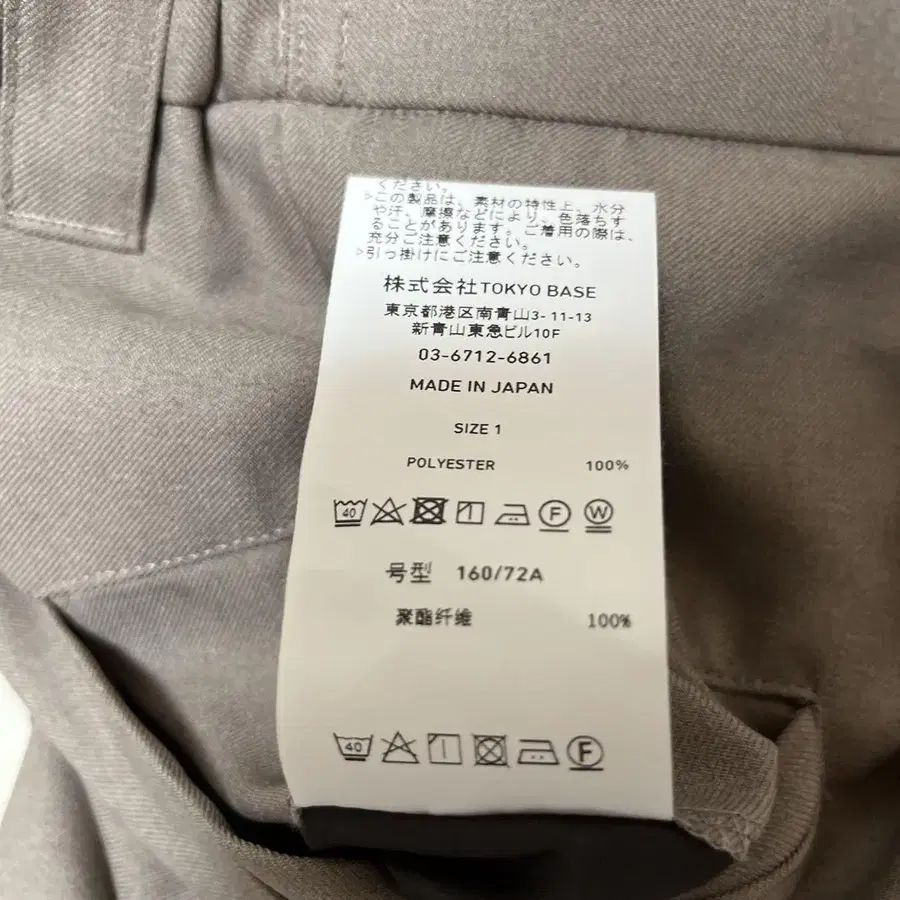 ください。
>この製品は、素材の特性上、水分
や汗、摩擦などにより、色落ちす
ることがあります。ご着用の際は、
充分ご注意ください。
>引っ掛けにご注意ください。
株式会社TOKYO BASE
東京都港区南青山3-11-13
新青山東急ビル10F
03-6712-6861
MADE IN JAPAN
SIZE 1
POLYESTER 100%
40 F W
号型 160/72A
聚酯纤维 100%
40 F